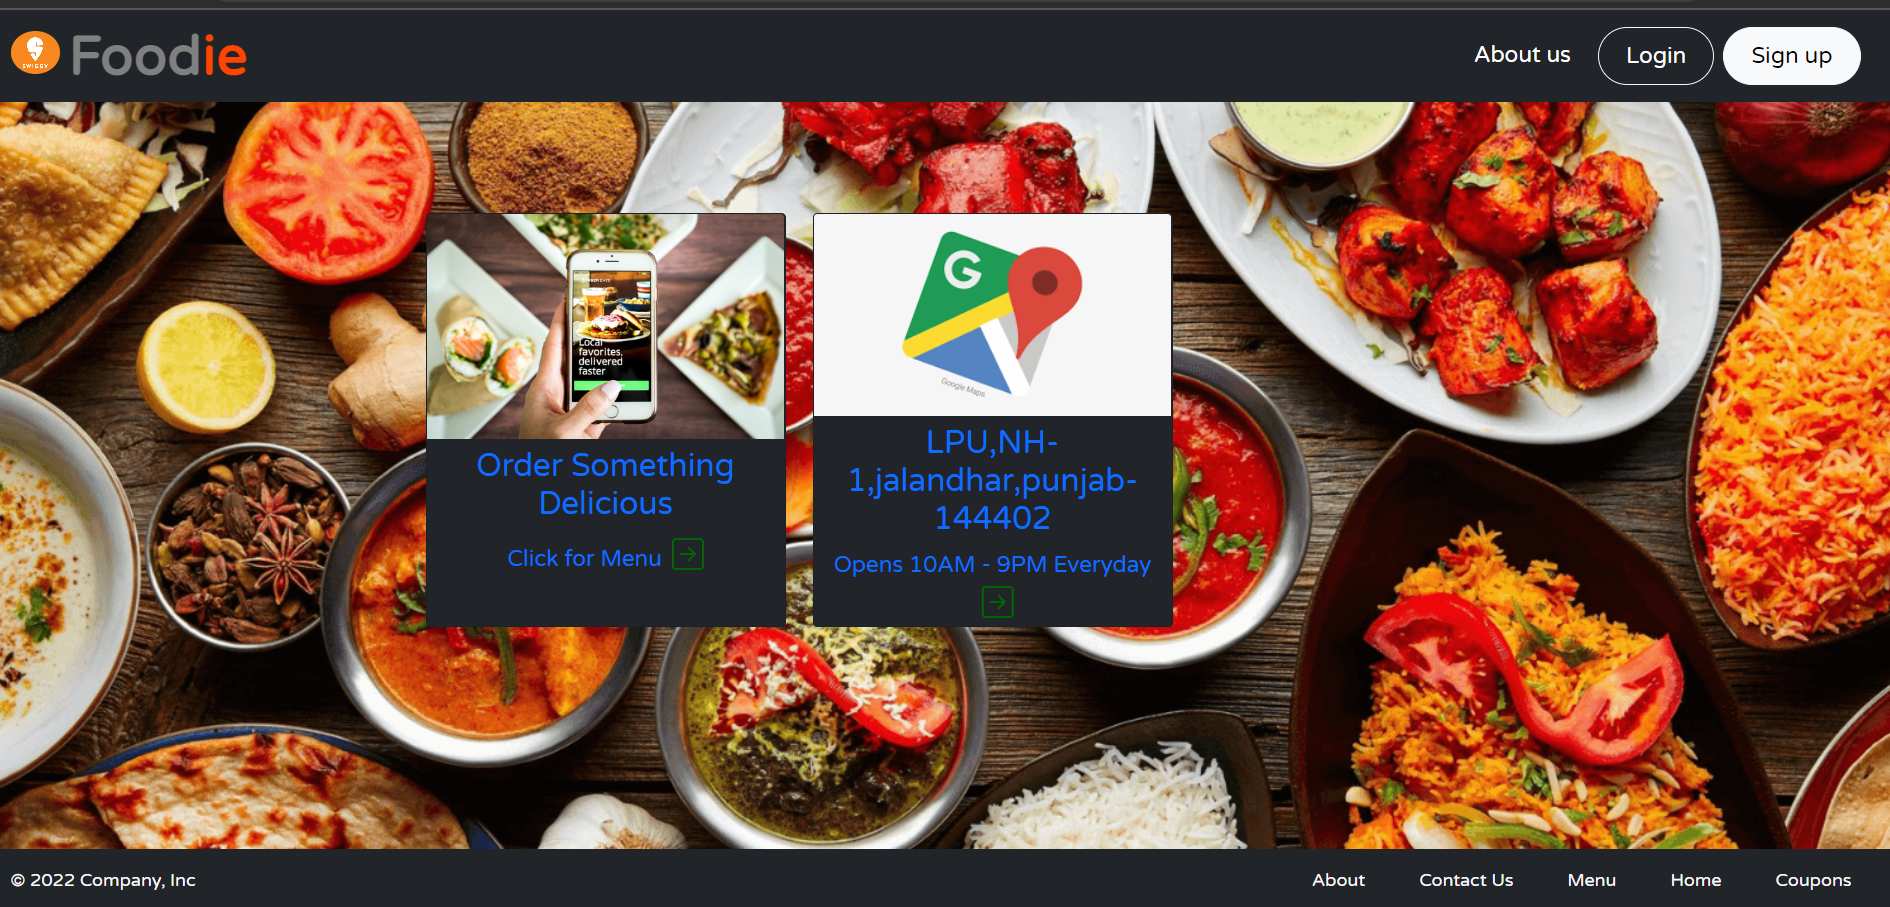 SWIGGY
Foodie
About us
Login
Sign up
Local
favorites,
delivered
faster
G
Google Maps
Order Something
Delicious
Click for Menu
LPU,NH-
1,jalandhar,punjab-
144402
Opens 10AM - 9PM Everyday
© 2022 Company, Inc
About
Contact Us
Menu
Home
Coupons